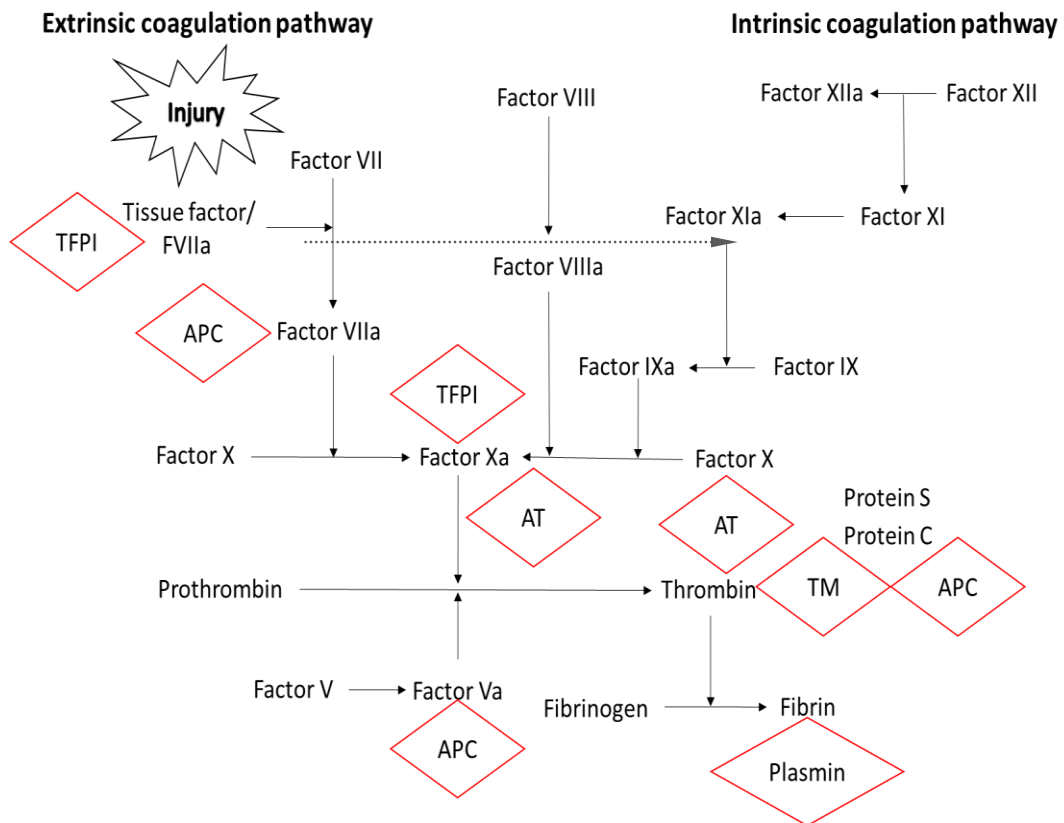 Extrinsic coagulation pathway
Intrinsic coagulation pathway
Injury
Factor VIII
Factor XIIa
Factor XII
Factor VII
Tissue factor/
FVIIa
TFPI
Factor XIa
Factor XI
Factor VIIIa
APC
Factor VIIa
Factor IXa
Factor IX
TFPI
Factor X
Factor Xa
Factor X
AT
AT
Protein S
Protein C
Prothrombin
Thrombin
TM
APC
Factor V
Factor Va
Fibrinogen
Fibrin
APC
Plasmin